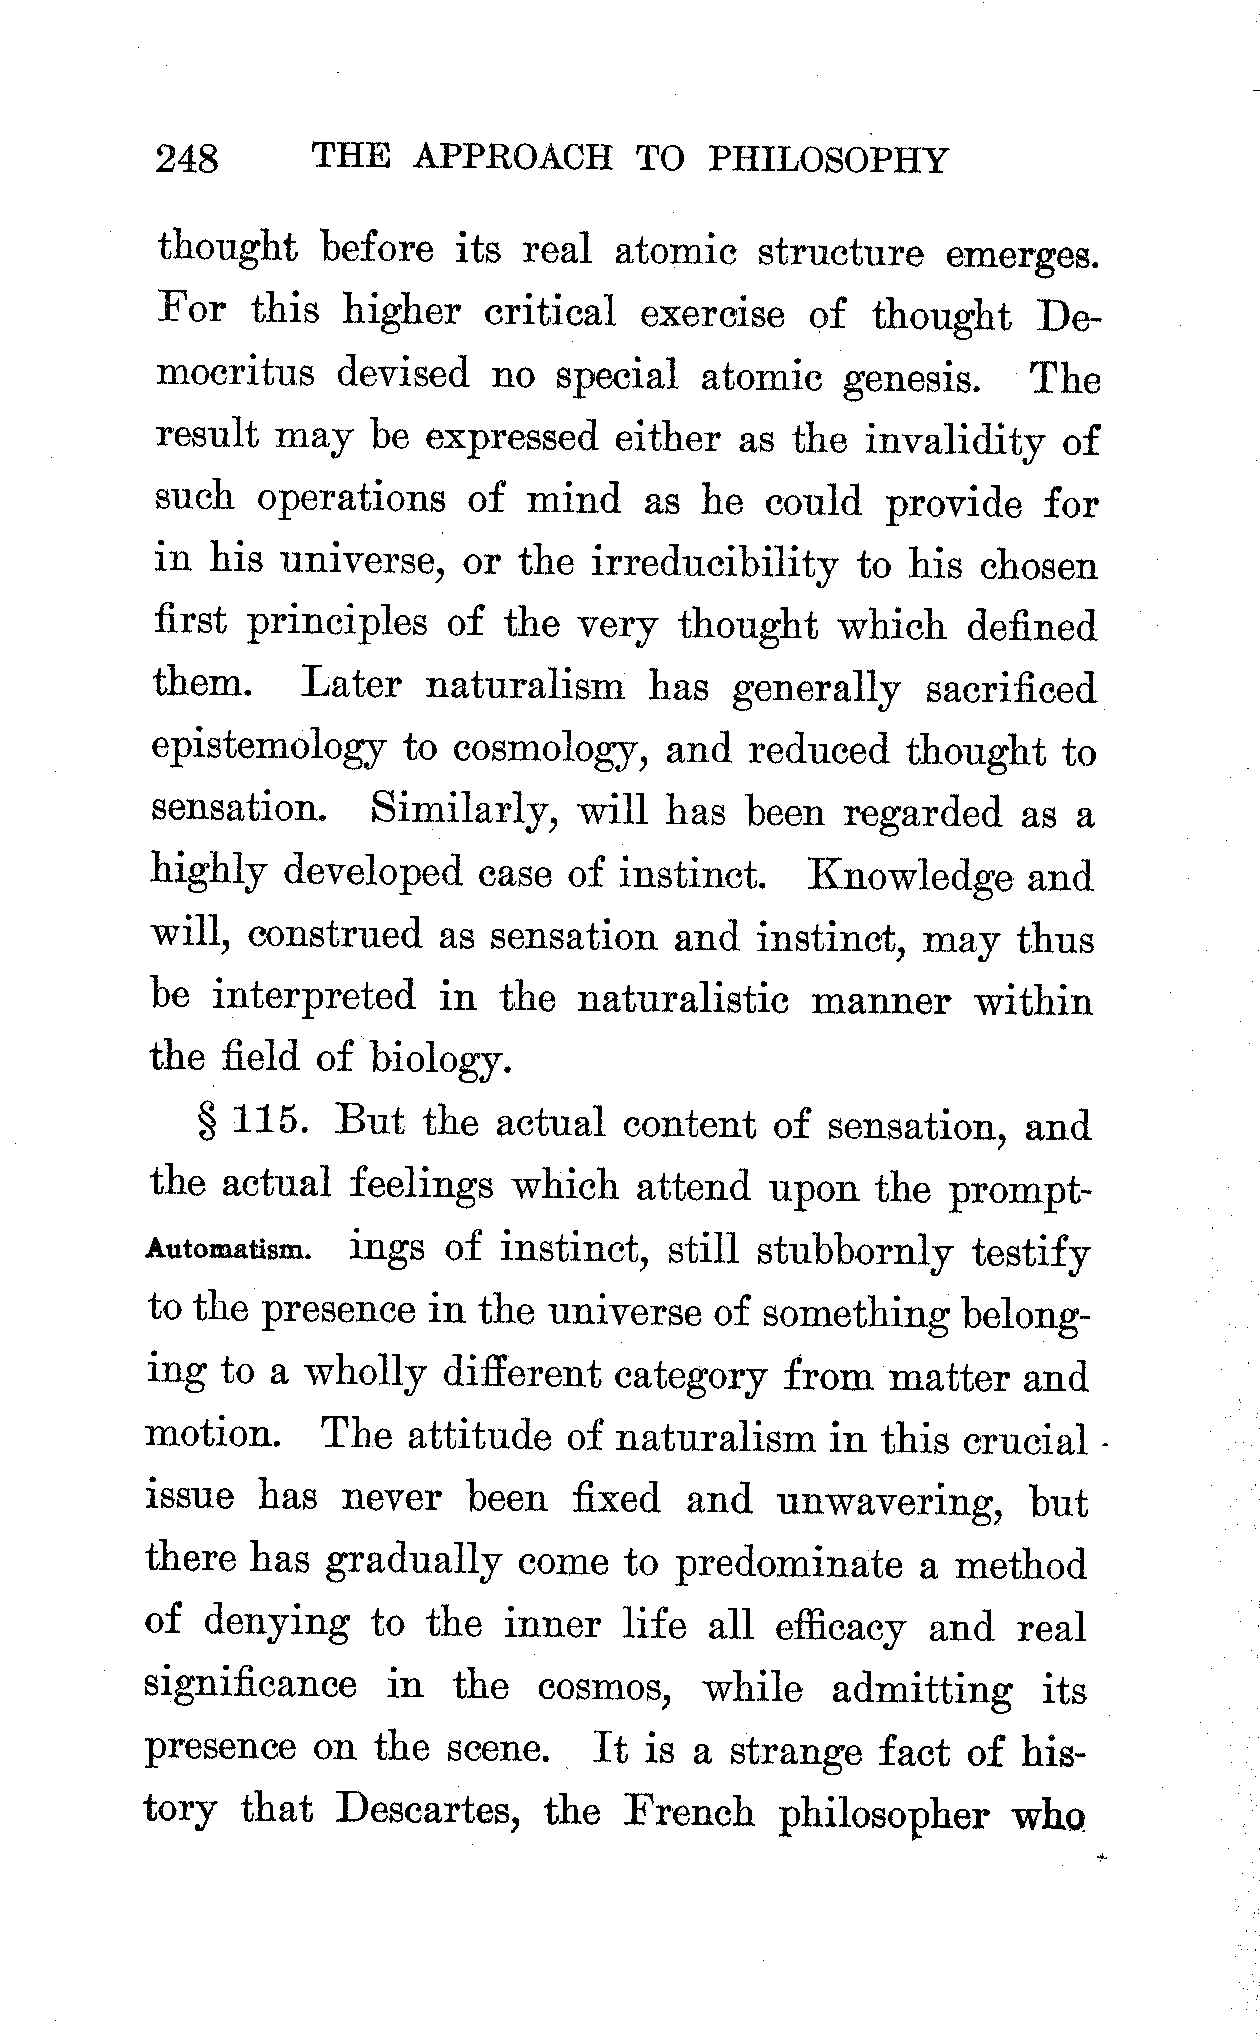 248 THE APPROACH TO PHILOSOPHY
thought before its real atomic structure emerges.
For this higher critical exercise of thought De-
mocritus devised no special atomic genesis. The
result may be expressed either as the invalidity of
such operations of mind as he could provide for
in his universe, or the irreducibility to his chosen
first principles of the very thought which defined
them. Later naturalism has generally sacrificed
epistemology to cosmology, and reduced thought to
sensation. Similarly, will has been regarded as a
highly developed case of instinct. Knowledge and
will, construed as sensation and instinct, may thus
be interpreted in the naturalistic manner within
the field of biology.
§ 115. But the actual content of sensation, and
the actual feelings which attend upon the prompt-
Automatism. ings of instinct, still stubbornly testify
to the presence in the universe of something belong-
ing to a wholly different category from matter and
motion. The attitude of naturalism in this crucial
issue has never been fixed and unwavering, but
there has gradually come to predominate a method
of denying to the inner life all efficacy and real
significance in the cosmos, while admitting its
presence on the scene. It is a strange fact of his-
tory that Descartes, the French philosopher who